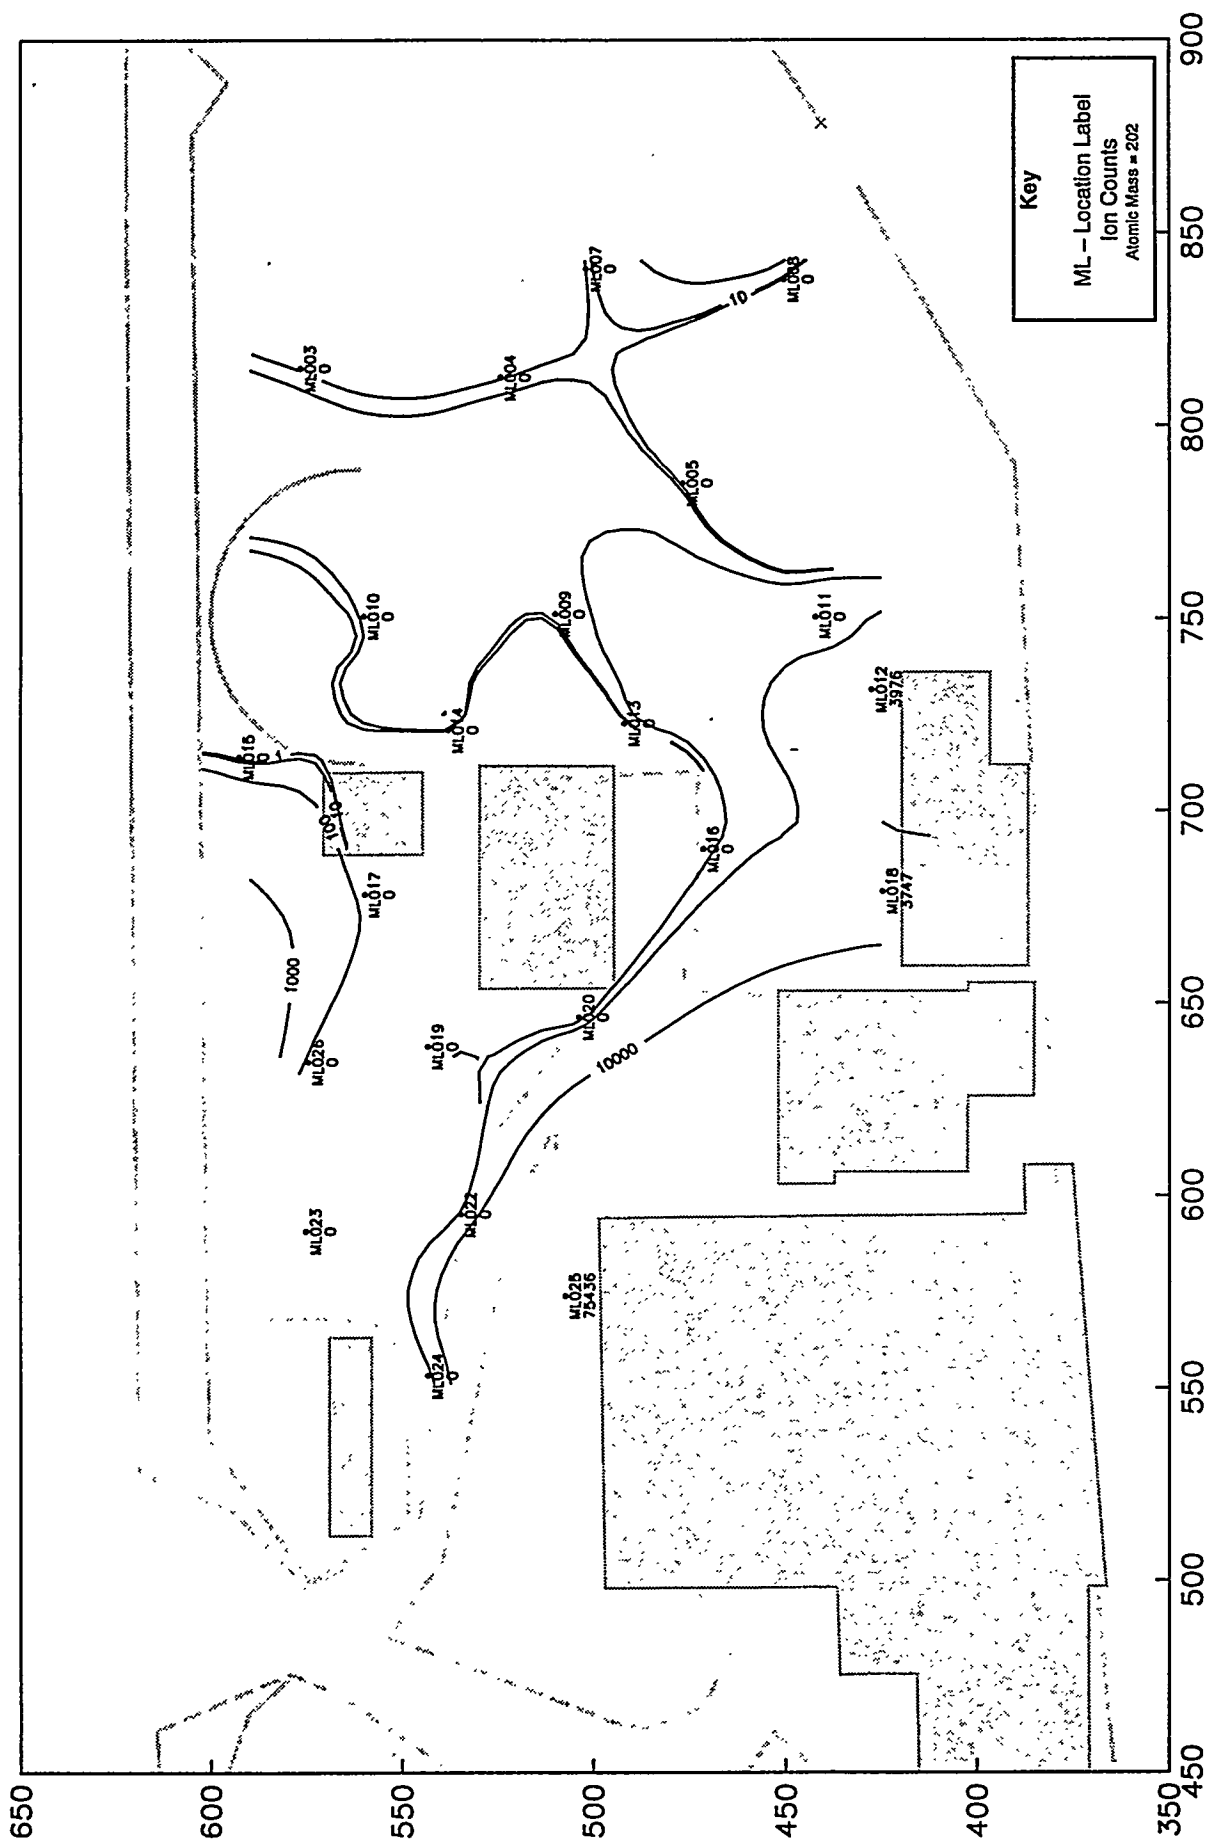 650
600
550
500
450
400
350
ML015
0
1
1000
ML003
0
ML026
0
ML023
0
100
10
ML017
0
ML010
0
ML024
0
ML019
0
ML014
0
ML022
0
ML004
0
ML025
75436
ML020
0
ML009
0
ML007
0
10000
ML013
0
ML005
0
ML016
0
10
ML008
0
ML011
0
ML012
3976
ML018
3747
Key
ML – Location Label
Ion Counts
Atomic Mass = 202
450
500
550
600
650
700
750
800
850
900